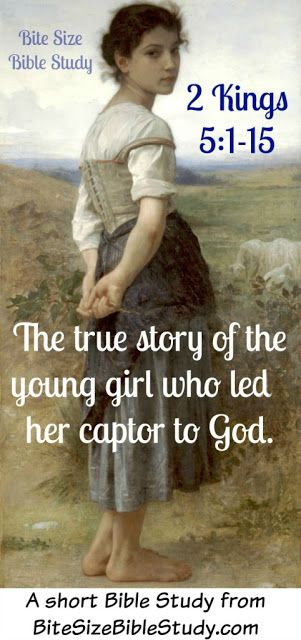 Bite Size
Bible Study
2 Kings
5:1-15
The true story of the
young girl who led
her captor to God.
A short Bible Study from
BiteSizeBibleStudy.com